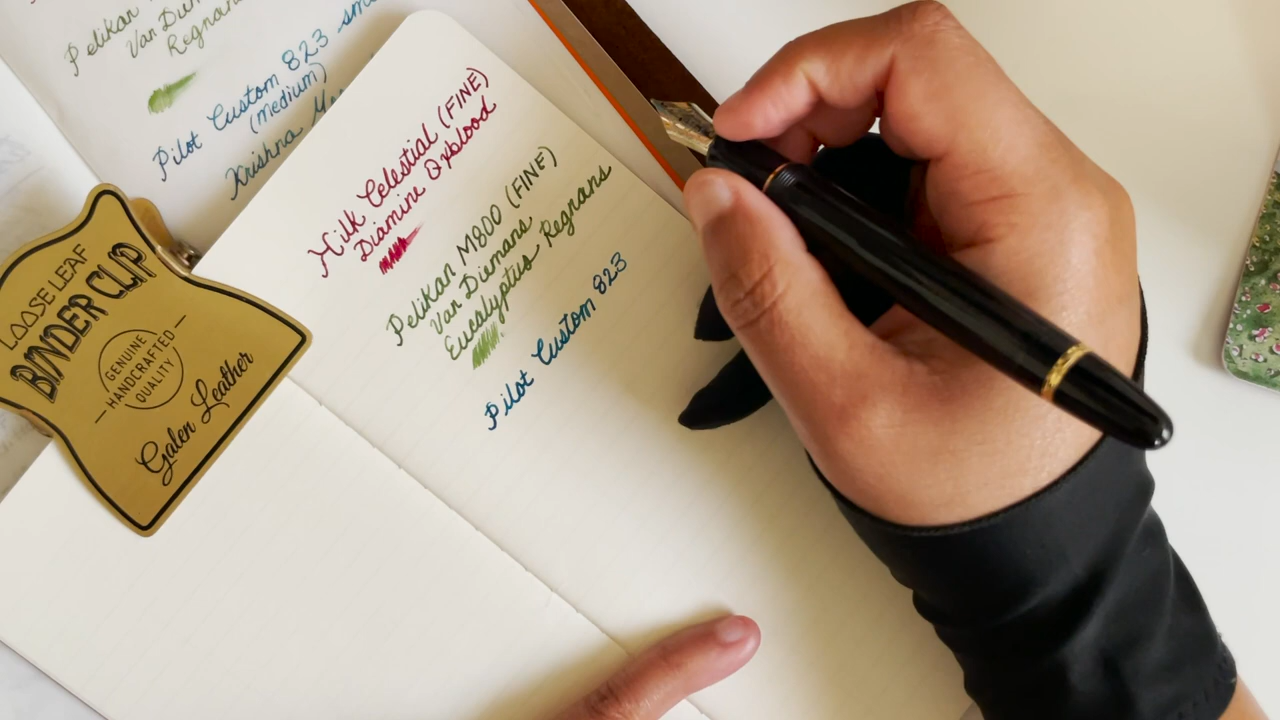 Pelikan
Van Diemans
Regnans
Pilot Custom 823
(medium)
Krishna
Milk Celestial (FINE)
Diamine Oxblood
Pelikan M800 (FINE)
Van Diemans
Eucalyptus Regnans
Pilot Custom 823
LOOSE LEAF
BINDER CLIP
GENUINE
HANDCRAFTED
QUALITY
Galen Leather